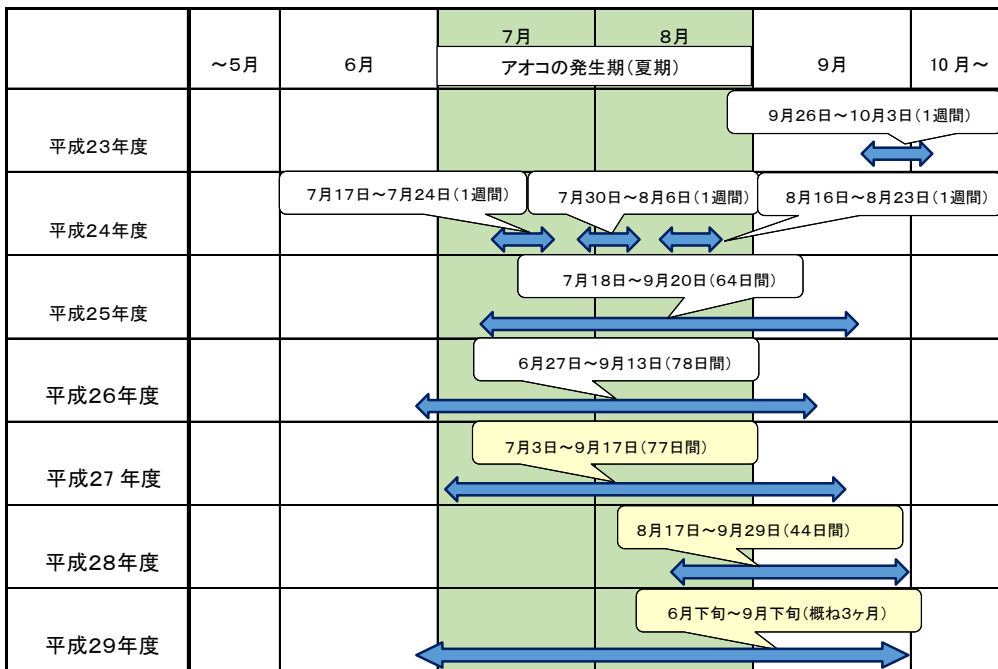 7月
8月
～5月
6月
アオコの発生期(夏期)
9月
10月～
9月26日～10月3日(1週間)
平成23年度
7月17日～7月24日(1週間)
7月30日～8月6日(1週間)
8月16日～8月23日(1週間)
平成24年度
7月18日～9月20日(64日間)
平成25年度
6月27日～9月13日(78日間)
平成26年度
7月3日～9月17日(77日間)
平成27年度
8月17日～9月29日(44日間)
平成28年度
6月下旬～9月下旬(概ね3ヶ月)
平成29年度